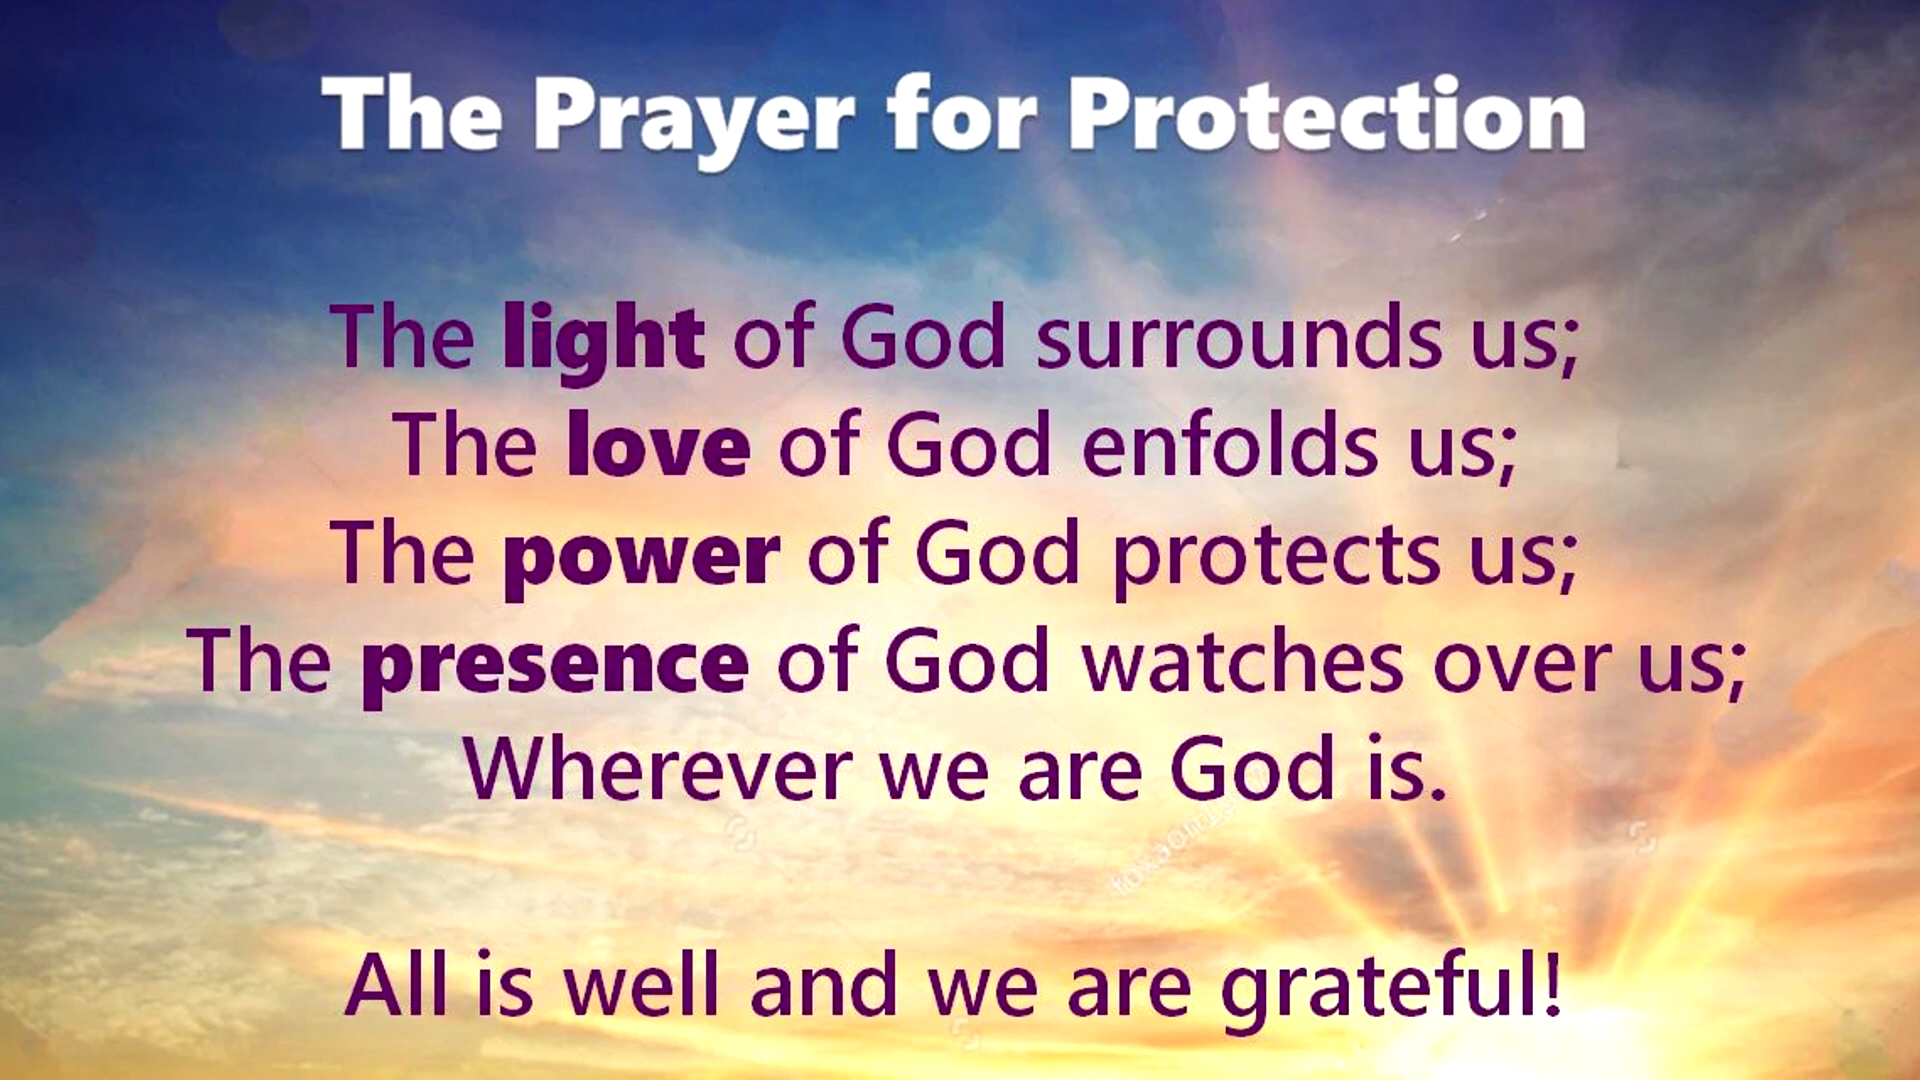 The Prayer for Protection
The light of God surrounds us;
The love of God enfolds us;
The power of God protects us;
The presence of God watches over us;
Wherever we are God is.
All is well and we are grateful!